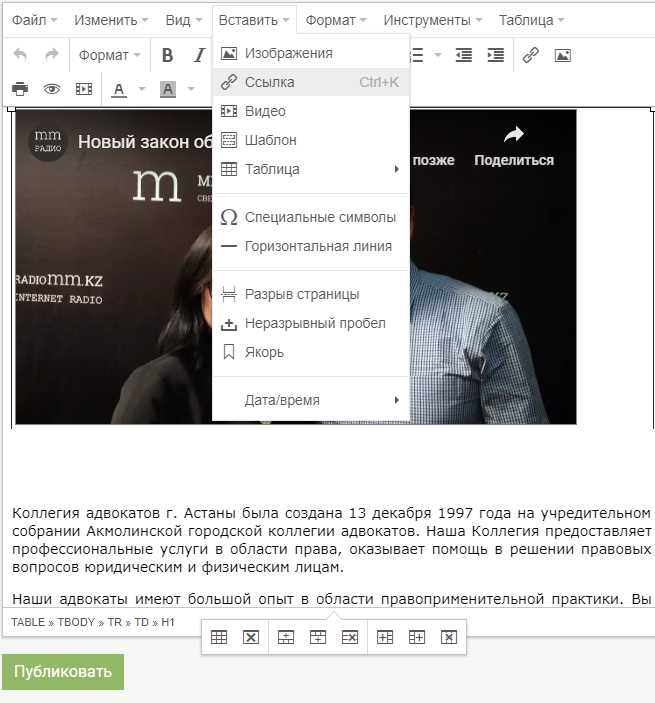 Файл Изменить Вид Вставить Формат Инструменты Таблица
Формат B I
Изображения
Ссылка Ctrl+K
Видео
Шаблон
Таблица
Специальные символы
Горизонтальная линия
Разрыв страницы
Неразрывный пробел
Якорь
Дата/время
A A
mm
РАДИО
Новый закон об
позже Поделиться
m
RADIOMM.KZ
INTERNET RADIO
Коллегия адвокатов г. Астаны была создана 13 декабря 1997 года на учредительном
собрании Акмолинской городской коллегии адвокатов. Наша Коллегия предоставляет
профессиональные услуги в области права, оказывает помощь в решении правовых
вопросов юридическим и физическим лицам.
Наши адвокаты имеют большой опыт в области правоприменительной практики. Вы
TABLE » TBODY » TR » TD » H1
Публиковать